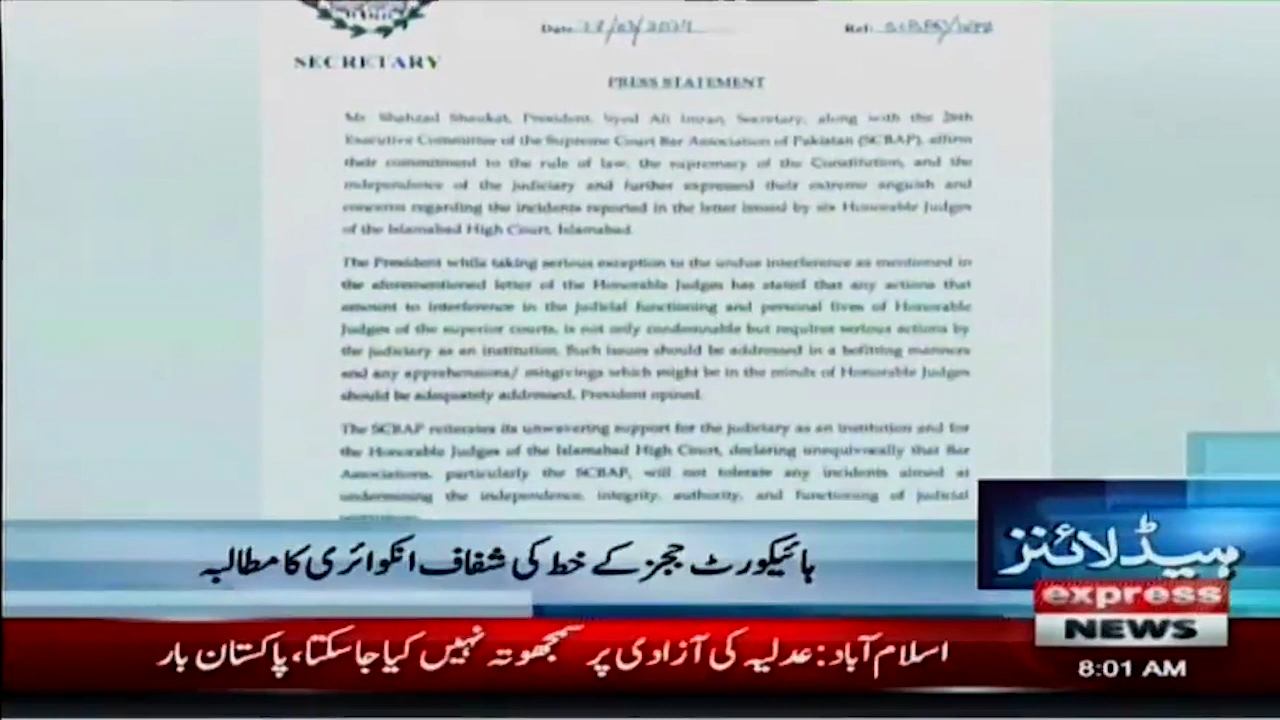 Date 28/03/2024 Ref:
SECRETARY
PRESS STATEMENT
Mr. Shahzad Shaukat, President, Syed Ali Imran, Secretary, along with the 26th
Executive Committee of the Supreme Court Bar Association of Pakistan (SCBAP), affirm
their commitment to the rule of law, the supremacy of the Constitution, and the
independence of the judiciary and further expressed their extreme anguish and
concerns regarding the incidents reported in the letter issued by six Honorable Judges
of the Islamabad High Court, Islamabad.
The President while taking serious exception to the undue interference as mentioned in
the aforementioned letter of the Honorable Judges has stated that any actions that
amount to interference in the judicial functioning and personal lives of Honorable
Judges of the superior courts, is not only condemnable but requires serious actions by
the judiciary as an institution. Such issues should be addressed in a befitting manners
and any apprehensions/ misgivings which might be in the minds of Honorable Judges
should be adequately addressed, President opined.
The SCBAP reiterates its unwavering support for the judiciary as an institution and for
the Honorable Judges of the Islamabad High Court, declaring unequivocally that Bar
Associations, particularly the SCBAP, will not tolerate any incidents aimed at
undermining the independence, integrity, authority, and functioning of judicial
ہائیکورٹ ججز کے خط کی شفاف انکوائری کا مطالبہ
ہیڈلائنز
express
NEWS
8:01 AM
اسلام آباد: عدلیہ کی آزادی پر سمجھوتہ نہیں کیا جاسکتا، پاکستان بار